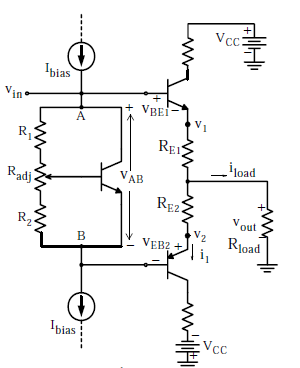 V_CC
+
−
I_bias
V_in
A
+
V_BE1
−
+
V_1
R_1
R_E1
R_adj
V_AB
i_load
R_E2
R_2
B
−
V_EB2
+
−
V_2
i_1
+
V_out
−
R_load
I_bias
−
V_CC
+